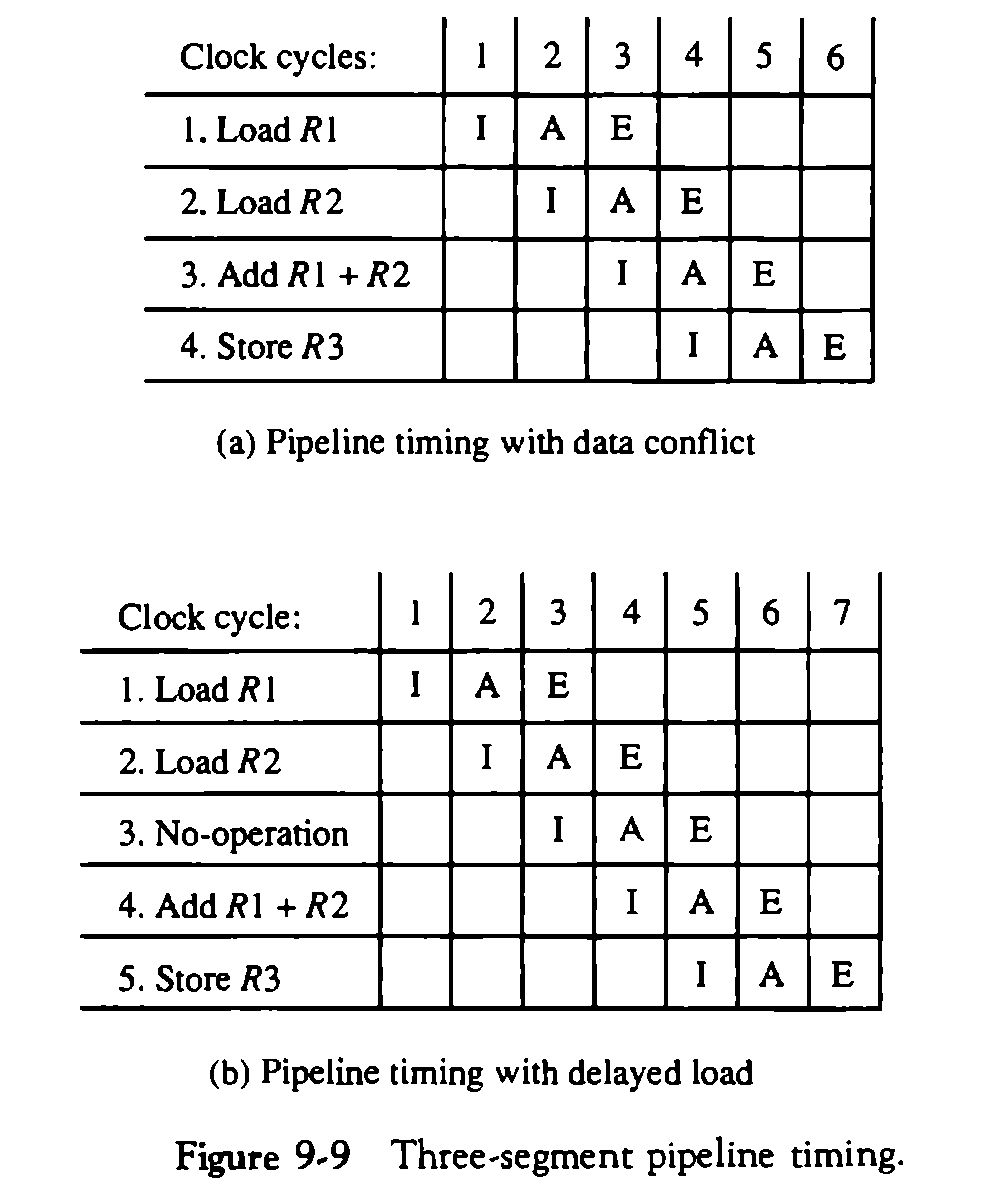 Clock cycles: 1 2 3 4 5 6
1. Load R1 I A E
2. Load R2 I A E
3. Add R1 + R2 I A E
4. Store R3 I A E
(a) Pipeline timing with data conflict
Clock cycle: 1 2 3 4 5 6 7
1. Load R1 I A E
2. Load R2 I A E
3. No-operation I A E
4. Add R1 + R2 I A E
5. Store R3 I A E
(b) Pipeline timing with delayed load
Figure 9-9 Three-segment pipeline timing.